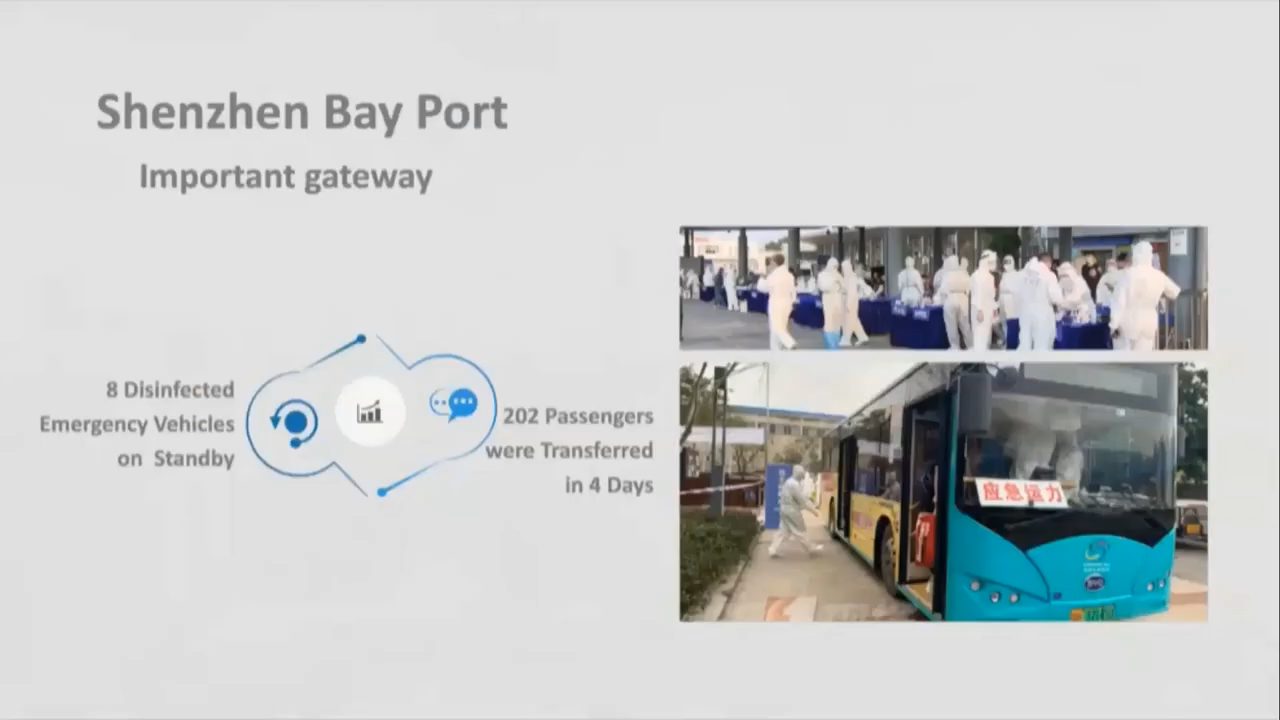 Shenzhen Bay Port
Important gateway
8 Disinfected
Emergency Vehicles
on Standby
202 Passengers
were Transferred
in 4 Days
应急运力
BYD